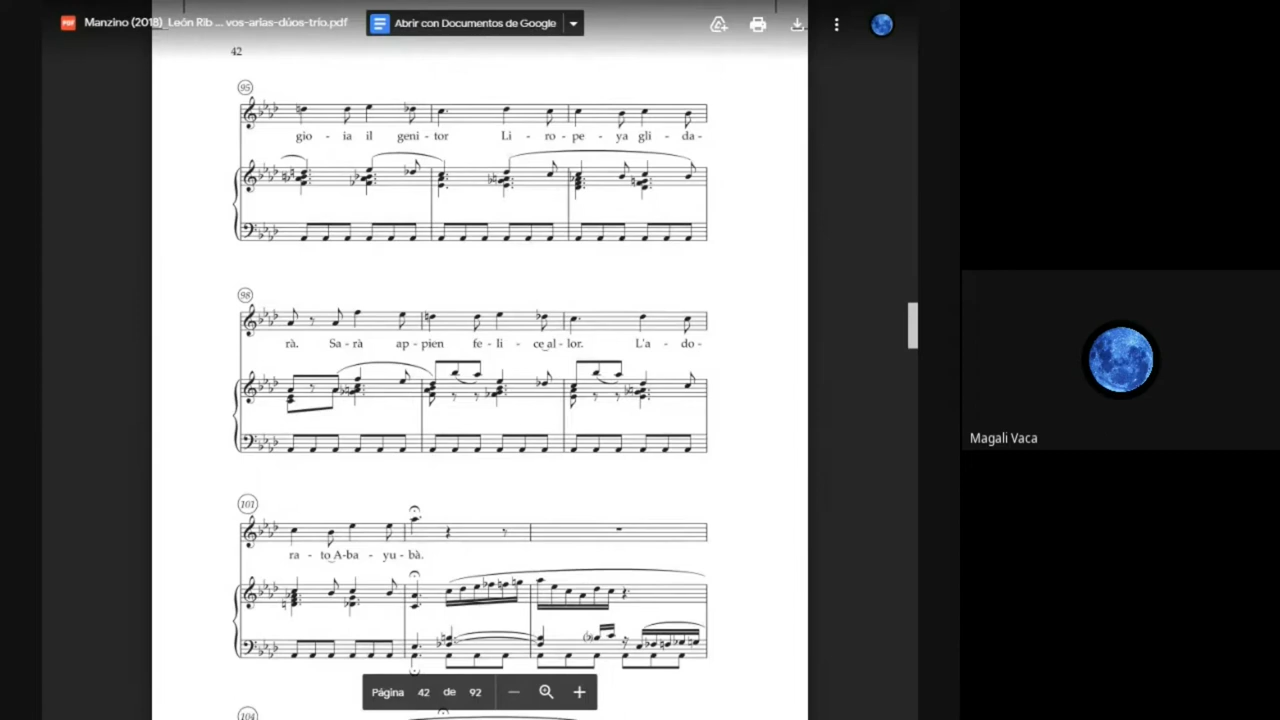 Manzino (2018)_León Rib ... vos-arias-dúos-trío.pdf
Abrir con Documentos de Google
42
95
gio - ia il geni - tor Li - ro - pe - ya gli - da -
98
rà. Sa - rà ap - pien fe - li - ce al - lor. L'a - do -
101
ra - to A-ba - yu - bà.
Página 42 de 92
104
Magali Vaca